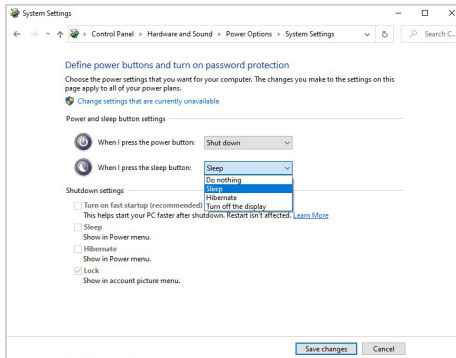 System Settings
Control Panel > Hardware and Sound > Power Options > System Settings
Search C...
Define power buttons and turn on password protection
Choose the power settings that you want for your computer. The changes you make to the settings on this
page apply to all of your power plans.
Change settings that are currently unavailable
Power and sleep button settings
When I press the power button: Shut down
When I press the sleep button: Sleep
Do nothing
Sleep
Hibernate
Turn off the display
Shutdown settings
Turn on fast startup (recommended)
This helps start your PC faster after shutdown. Restart isn't affected. Learn More
Sleep
Show in Power menu.
Hibernate
Show in Power menu.
Lock
Show in account picture menu.
Save changes Cancel